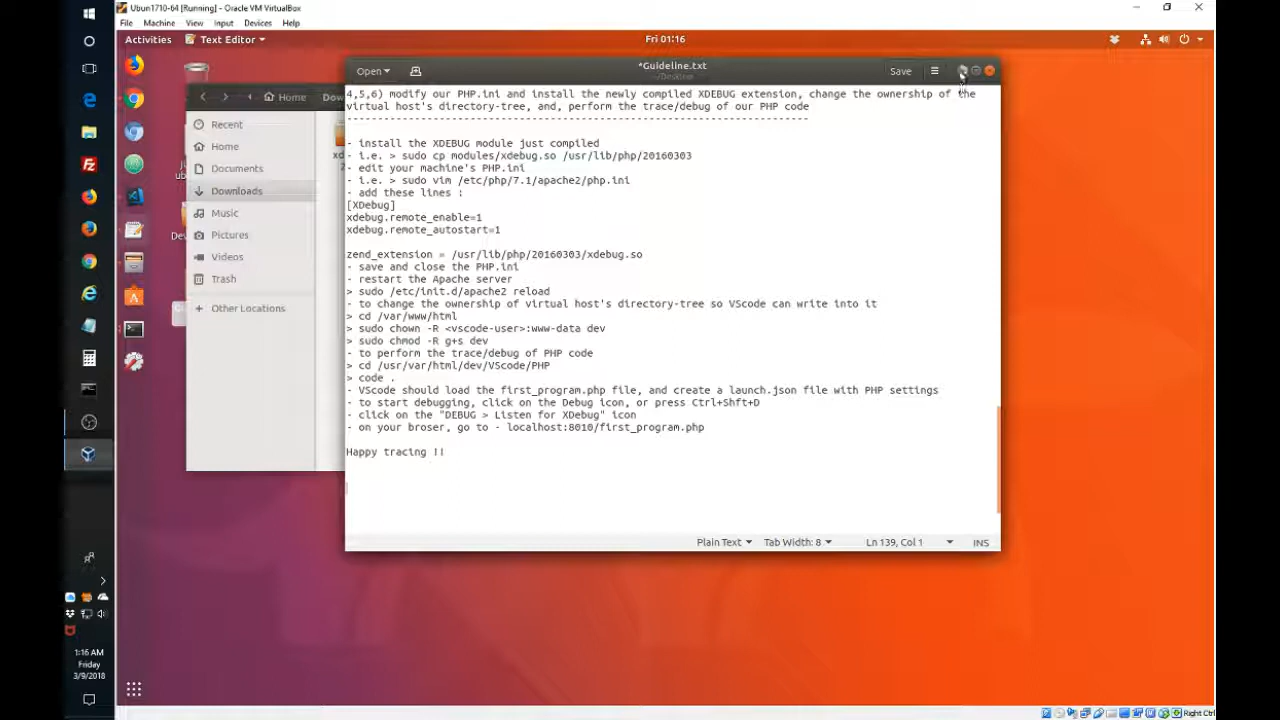 Ubun1710-64 [Running] - Oracle VM VirtualBox
File Machine View Input Devices Help
Activities Text Editor Fri 01:16
Open *Guideline.txt Save
~/Desktop
Home Dow
Recent
Home
Documents
Downloads
Music
Pictures
Videos
Trash
+ Other Locations
4,5,6) modify our PHP.ini and install the newly compiled XDEBUG extension, change the ownership of the
virtual host's directory-tree, and, perform the trace/debug of our PHP code
--------------------------------------------------------------------------
- install the XDEBUG module just compiled
- i.e. > sudo cp modules/xdebug.so /usr/lib/php/20160303
- edit your machine's PHP.ini
- i.e. > sudo vim /etc/php/7.1/apache2/php.ini
- add these lines :
[XDebug]
xdebug.remote_enable=1
xdebug.remote_autostart=1
zend_extension = /usr/lib/php/20160303/xdebug.so
- save and close the PHP.ini
- restart the Apache server
> sudo /etc/init.d/apache2 reload
- to change the ownership of virtual host's directory-tree so VScode can write into it
> cd /var/www/html
> sudo chown -R <vscode-user>:www-data dev
> sudo chmod -R g+s dev
- to perform the trace/debug of PHP code
> cd /usr/var/html/dev/VScode/PHP
> code .
- VScode should load the first_program.php file, and create a launch.json file with PHP settings
- to start debugging, click on the Debug icon, or press Ctrl+Shft+D
- click on the "DEBUG > Listen for XDebug" icon
- on your broser, go to - localhost:8010/first_program.php
Happy tracing !!
Plain Text Tab Width: 8 Ln 139, Col 1 INS
1:16 AM
Friday
3/9/2018
Right Ctrl